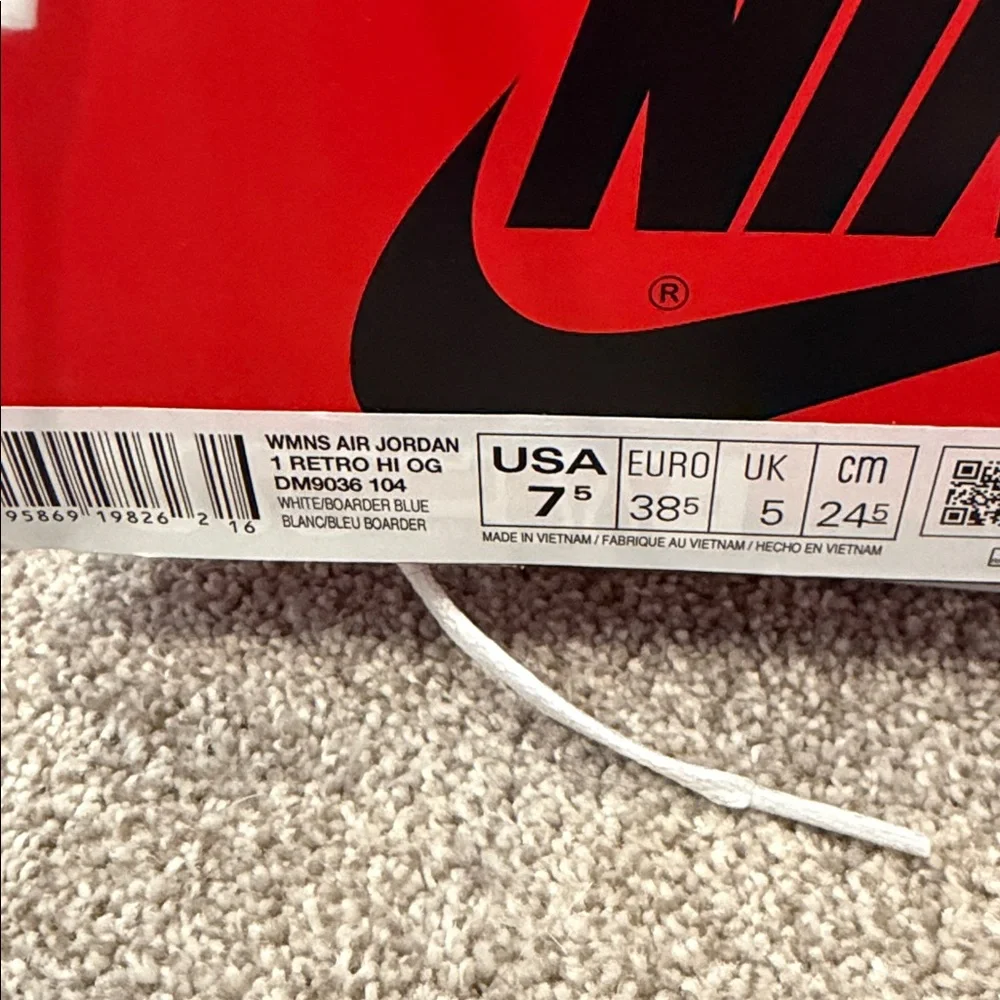 NIK
®
WMNS AIR JORDAN
1 RETRO HI OG
DM9036 104
WHITE/BOARDER BLUE
BLANC/BLEU BOARDER
95869 19826 2 16
USA EURO UK cm
7⁵ 38⁵ 5 24⁵
MADE IN VIETNAM / FABRIQUE AU VIETNAM / HECHO EN VIETNAM